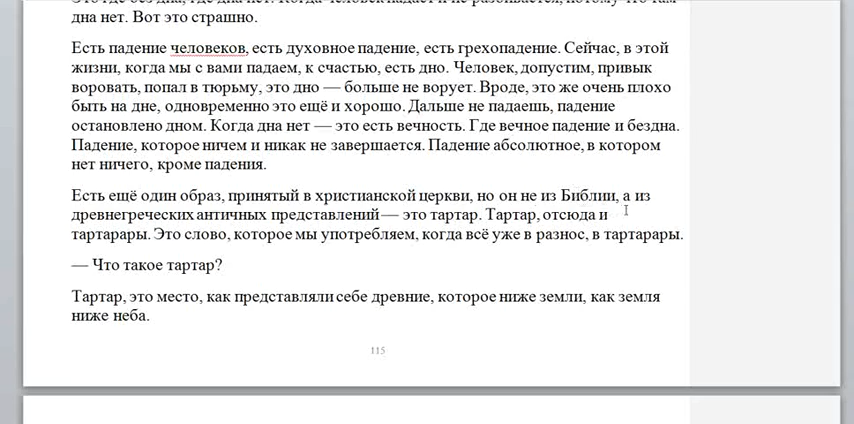 дна нет. Вот это страшно.
Есть падение человеков, есть духовное падение, есть грехопадение. Сейчас, в этой
жизни, когда мы с вами падаем, к счастью, есть дно. Человек, допустим, привык
воровать, попал в тюрьму, это дно — больше не ворует. Вроде, это же очень плохо
быть на дне, одновременно это ещё и хорошо. Дальше не падаешь, падение
остановлено дном. Когда дна нет — это есть вечность. Где вечное падение и бездна.
Падение, которое ничем и никак не завершается. Падение абсолютное, в котором
нет ничего, кроме падения.
Есть ещё один образ, принятый в христианской церкви, но он не из Библии, а из
древнегреческих античных представлений — это тартар. Тартар, отсюда и
тартарары. Это слово, которое мы употребляем, когда всё уже в разнос, в тартарары.
— Что такое тартар?
Тартар, это место, как представляли себе древние, которое ниже земли, как земля
ниже неба.
115